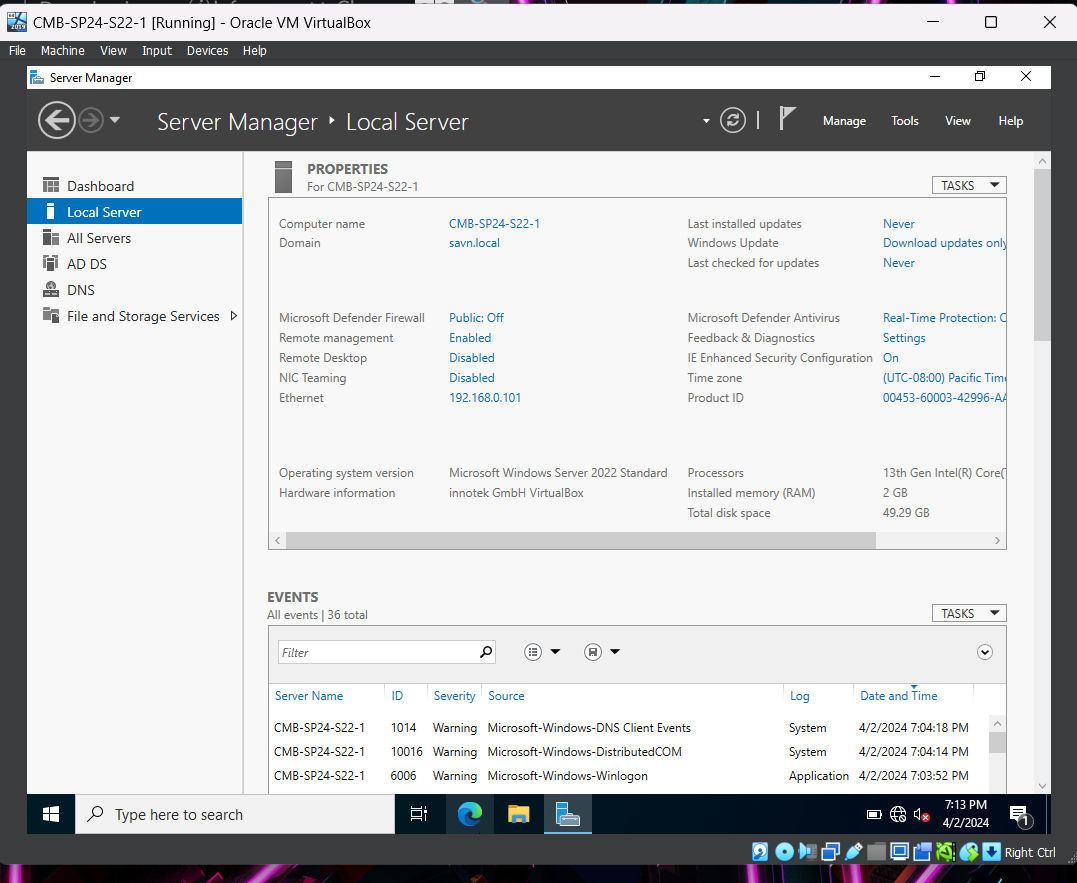 CMB-SP24-S22-1 [Running] - Oracle VM VirtualBox
File Machine View Input Devices Help
Server Manager
Server Manager Local Server
Manage Tools View Help
Dashboard
Local Server
All Servers
AD DS
DNS
File and Storage Services
PROPERTIES
For CMB-SP24-S22-1
TASKS
Computer name CMB-SP24-S22-1 Last installed updates Never
Domain savn.local Windows Update Download updates only
Last checked for updates Never
Microsoft Defender Firewall Public: Off Microsoft Defender Antivirus Real-Time Protection:
Remote management Enabled Feedback & Diagnostics Settings
Remote Desktop Disabled IE Enhanced Security Configuration On
NIC Teaming Disabled Time zone (UTC-08:00) Pacific
Ethernet 192.168.0.101 Product ID 00453-60003-42996-
Operating system version Microsoft Windows Server 2022 Standard Processors 13th Gen Intel(R)
Hardware information innotek GmbH VirtualBox Installed memory (RAM) 2 GB
Total disk space 49.29 GB
EVENTS
All events | 36 total
TASKS
Filter
Server Name ID Severity Source Log Date and Time
CMB-SP24-S22-1 1014 Warning Microsoft-Windows-DNS Client Events System 4/2/2024 7:04:18 PM
CMB-SP24-S22-1 10016 Warning Microsoft-Windows-DistributedCOM System 4/2/2024 7:04:14 PM
CMB-SP24-S22-1 6006 Warning Microsoft-Windows-Winlogon Application 4/2/2024 7:03:52 PM
Type here to search
7:13 PM
4/2/2024
1
Right Ctrl